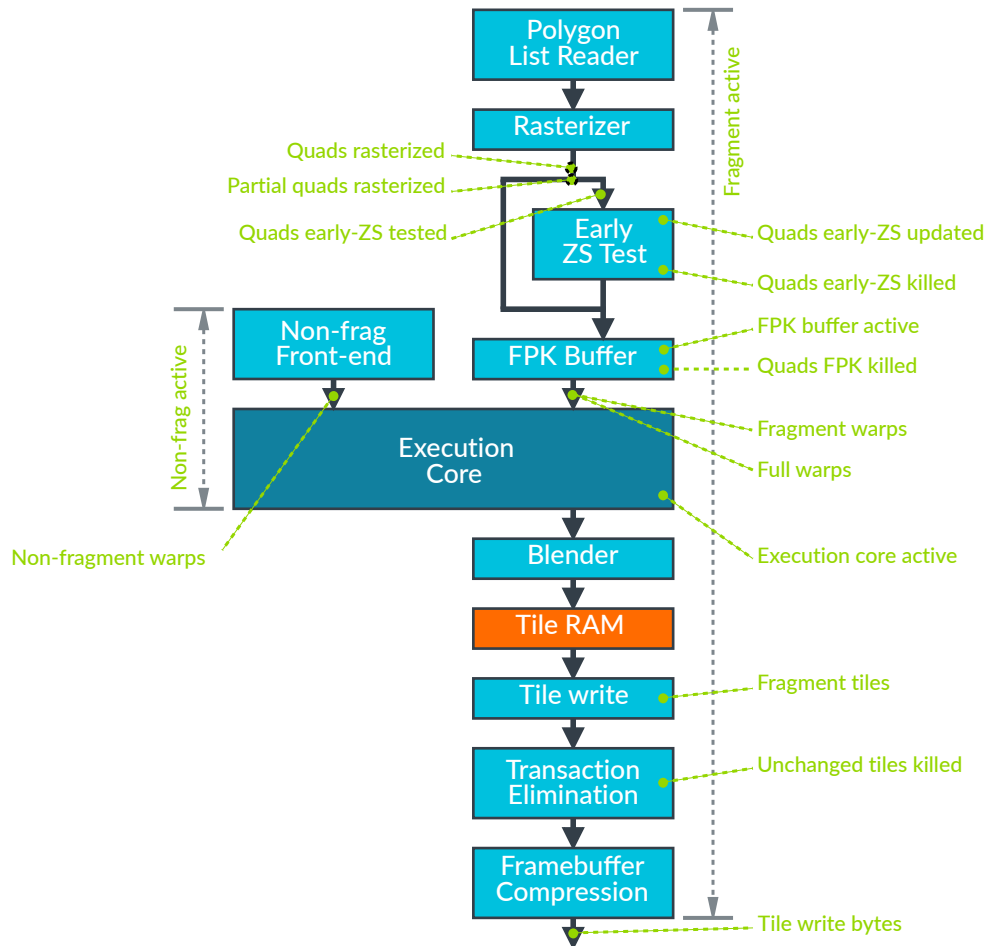 Polygon
List Reader
Fragment active
Rasterizer
Quads rasterized
Partial quads rasterized
Quads early-ZS tested
Early
ZS Test
Quads early-ZS updated
Quads early-ZS killed
Non-frag active
Non-frag
Front-end
FPK Buffer
FPK buffer active
Quads FPK killed
Fragment warps
Full warps
Execution
Core
Non-fragment warps
Execution core active
Blender
Tile RAM
Tile write
Fragment tiles
Transaction
Elimination
Unchanged tiles killed
Framebuffer
Compression
Tile write bytes